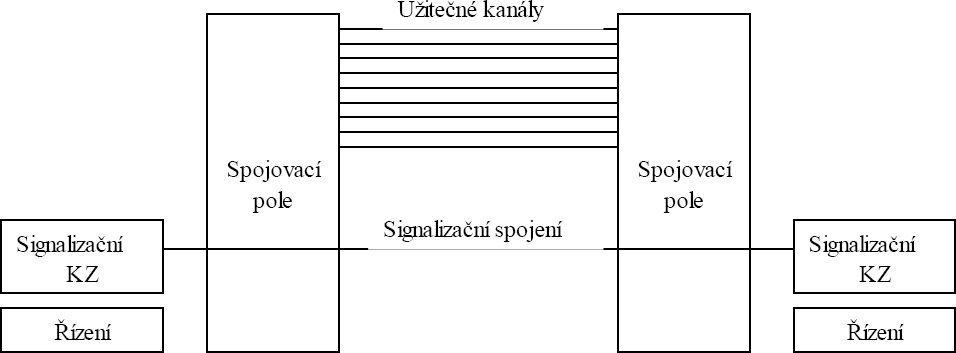 Užitečné kanály
Spojovací
pole
Spojovací
pole
Signalizační spojení
Signalizační
KZ
Signalizační
KZ
Řízení
Řízení